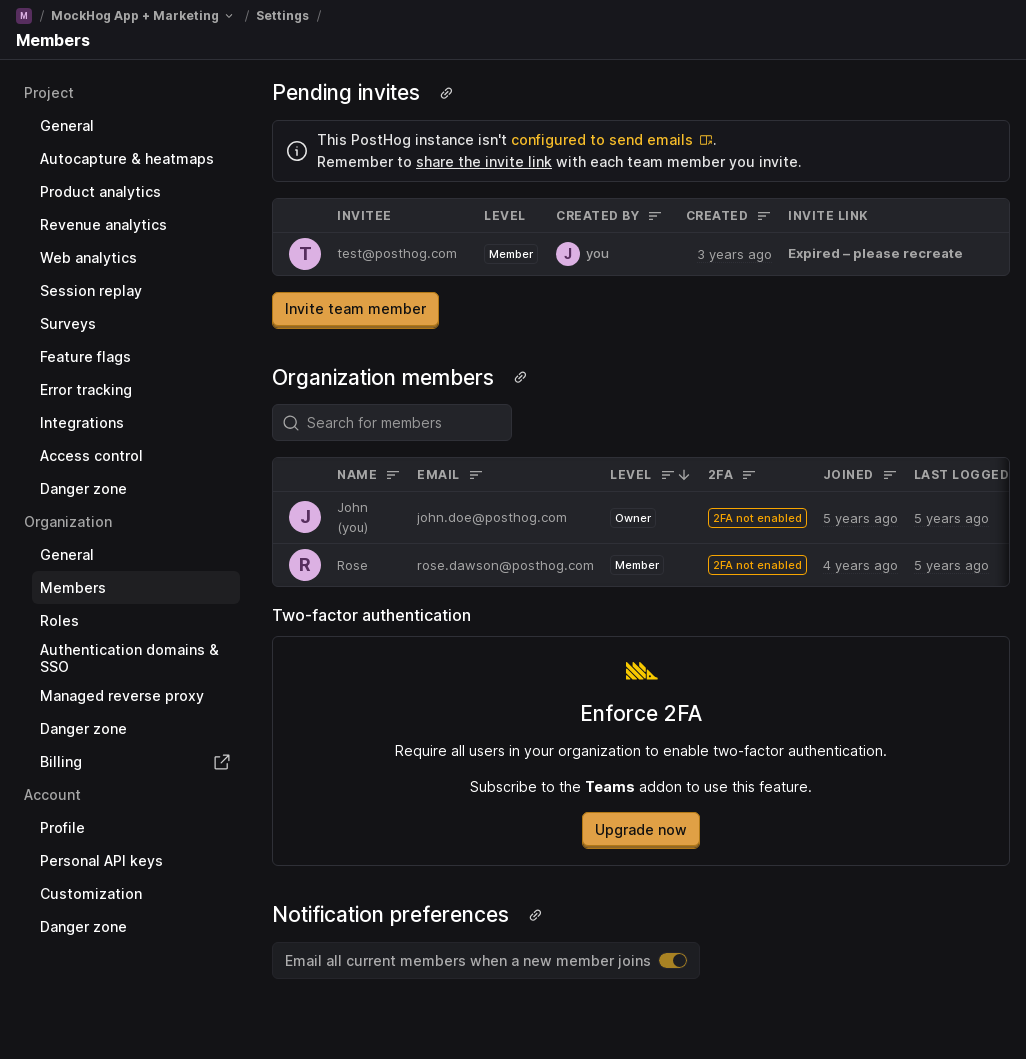 M / MockHog App + Marketing / Settings /
Members
Project
General
Autocapture & heatmaps
Product analytics
Revenue analytics
Web analytics
Session replay
Surveys
Feature flags
Error tracking
Integrations
Access control
Danger zone
Organization
General
Members
Roles
Authentication domains &
SSO
Managed reverse proxy
Danger zone
Billing
Account
Profile
Personal API keys
Customization
Danger zone
Pending invites
This PostHog instance isn't configured to send emails.
Remember to share the invite link with each team member you invite.
INVITEE LEVEL CREATED BY CREATED INVITE LINK
T test@posthog.com Member J you 3 years ago Expired – please recreate
Invite team member
Organization members
Search for members
NAME EMAIL LEVEL 2FA JOINED LAST LOGGED
J John (you) john.doe@posthog.com Owner 2FA not enabled 5 years ago 5 years ago
R Rose rose.dawson@posthog.com Member 2FA not enabled 4 years ago 5 years ago
Two-factor authentication
Enforce 2FA
Require all users in your organization to enable two-factor authentication.
Subscribe to the Teams addon to use this feature.
Upgrade now
Notification preferences
Email all current members when a new member joins